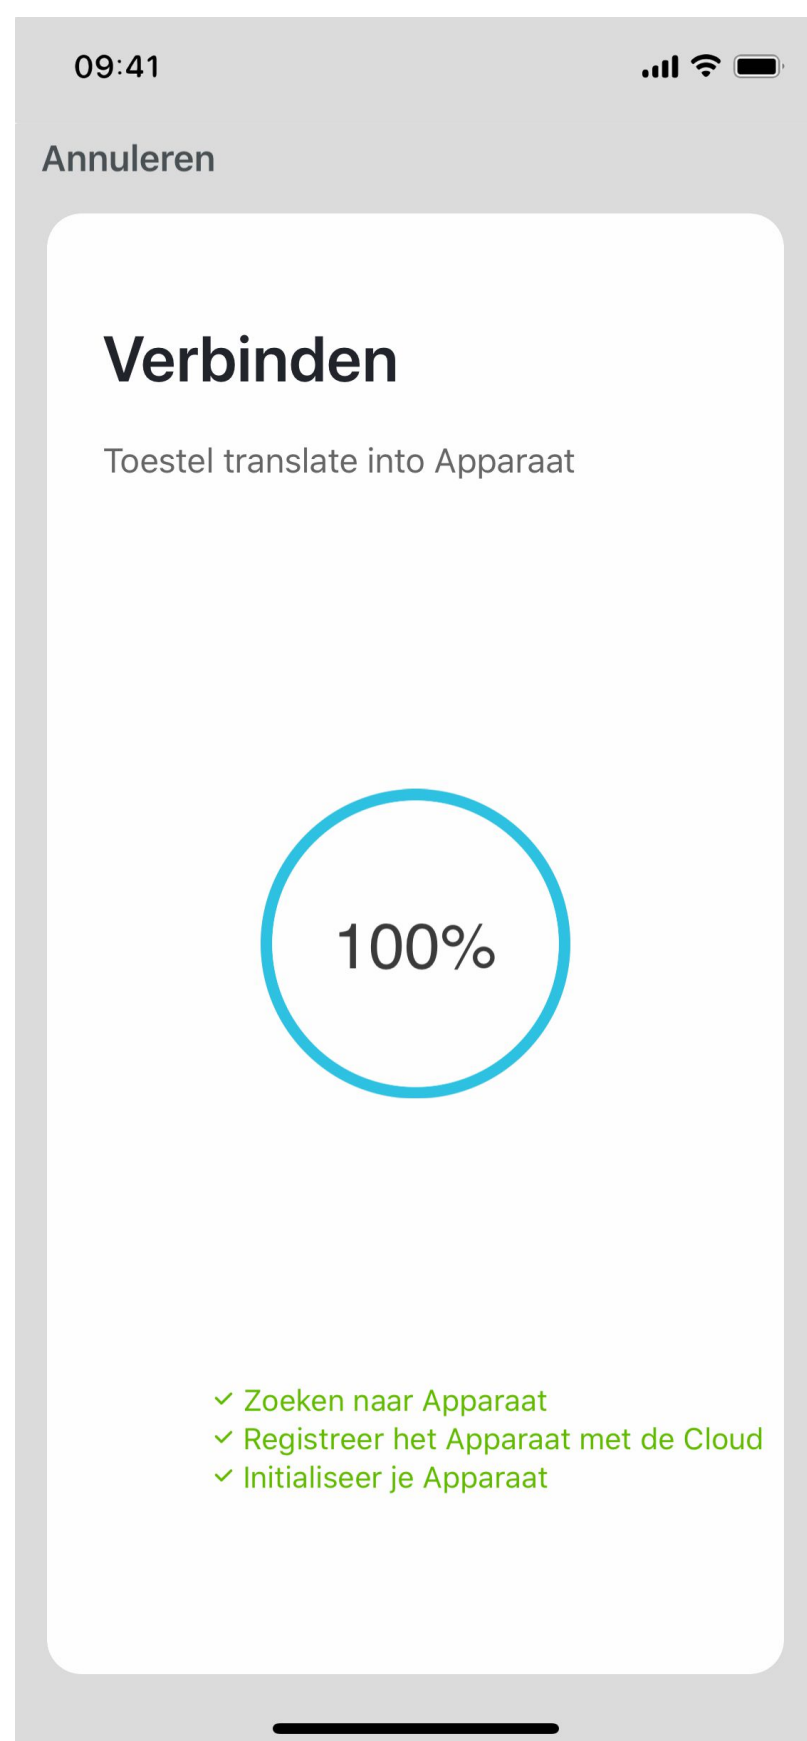 09:41
Annuleren
Verbinden
Toestel translate into Apparaat
100%
✓ Zoeken naar Apparaat
✓ Registreer het Apparaat met de Cloud
✓ Initialiseer je Apparaat